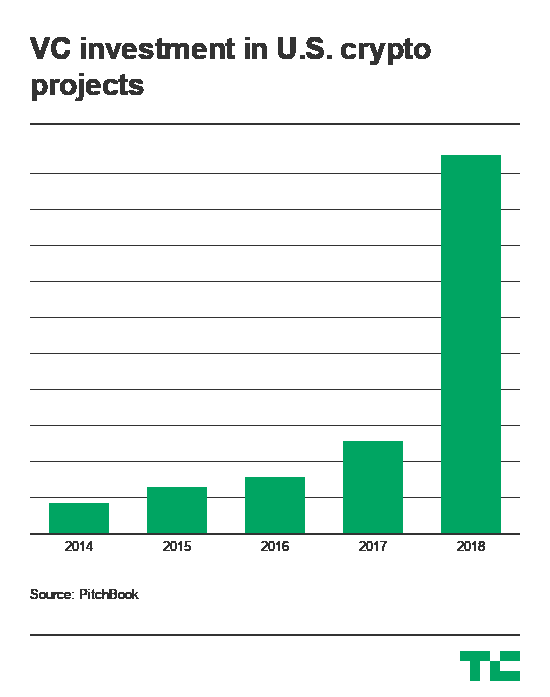 VC investment in U.S. crypto
projects
2014 2015 2016 2017 2018
Source: PitchBook
TC